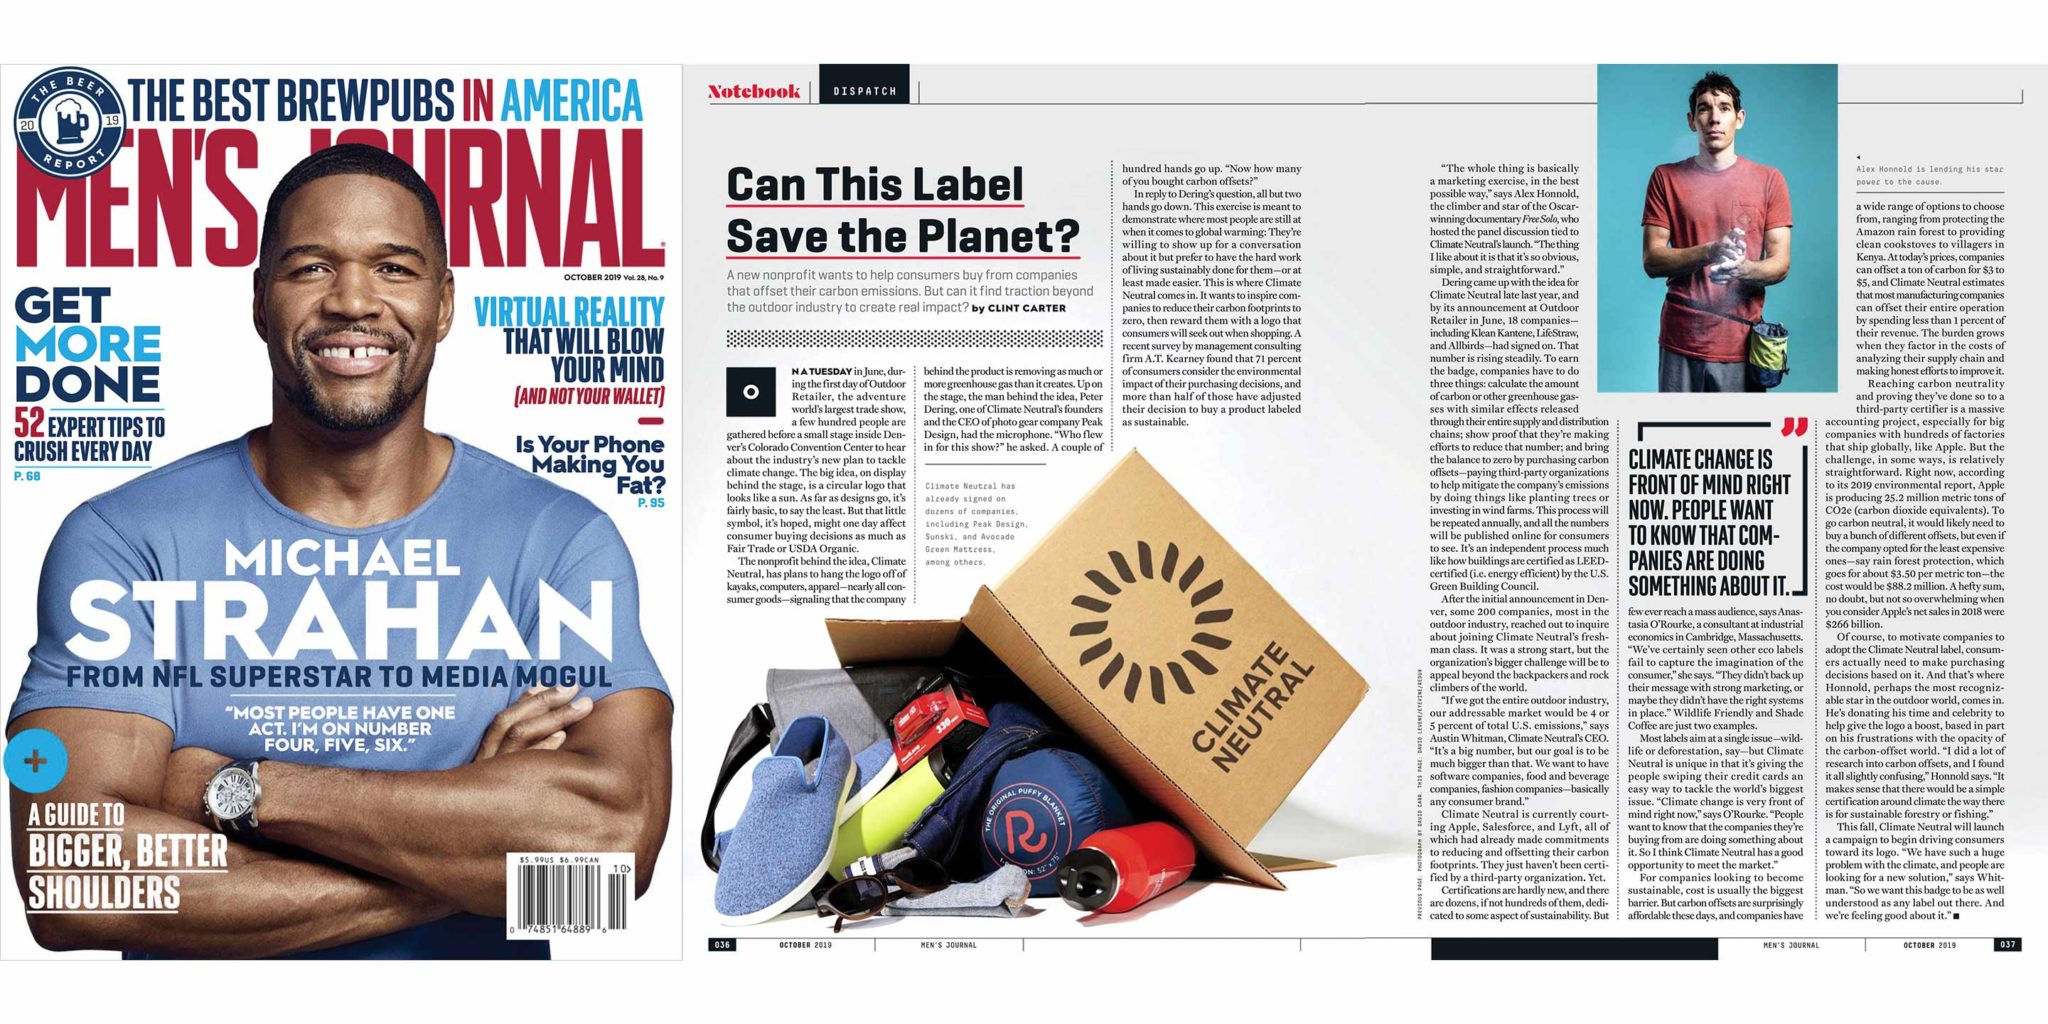 THE BEER
20 19
REPORT
THE BEST BREWPUBS IN AMERICA
MEN'S JOURNAL
OCTOBER 2019 Vol. 28, No. 9
GET
MORE
DONE
52 EXPERT TIPS TO
CRUSH EVERY DAY
P. 68
VIRTUAL REALITY
THAT WILL BLOW
YOUR MIND
(AND NOT YOUR WALLET)
Is Your Phone
Making You
Fat?
P. 95
MICHAEL
STRAHAN
FROM NFL SUPERSTAR TO MEDIA MOGUL
"MOST PEOPLE HAVE ONE
ACT. I'M ON NUMBER
FOUR, FIVE, SIX."
+
A GUIDE TO
BIGGER, BETTER
SHOULDERS
$5.99US $6.99CAN
10>
0 74851 64889 6
Notebook
DISPATCH
Can This Label
Save the Planet?
A new nonprofit wants to help consumers buy from companies
that offset their carbon emissions. But can it find traction beyond
the outdoor industry to create real impact? by CLINT CARTER
ON A TUESDAY in June, dur-
ing the first day of Outdoor
Retailer, the adventure
world's largest trade show,
a few hundred people are
gathered before a small stage inside Den-
ver's Colorado Convention Center to hear
about the industry's new plan to tackle
climate change. The big idea, on display
behind the stage, is a circular logo that
looks like a sun. As far as designs go, it's
fairly basic, to say the least. But that little
symbol, it's hoped, might one day affect
consumer buying decisions as much as
Fair Trade or USDA Organic.
The nonprofit behind the idea, Climate
Neutral, has plans to hang the logo off of
kayaks, computers, apparel—nearly all con-
sumer goods—signaling that the company
behind the product is removing as much or
more greenhouse gas than it creates. Up on
the stage, the man behind the idea, Peter
Dering, one of Climate Neutral's founders
and the CEO of photo gear company Peak
Design, had the microphone. "Who flew
in for this show?" he asked. A couple of
Climate Neutral has
already signed on
dozens of companies,
including Peak Design,
Sunski, and Avocado
Green Mattress,
among others.
hundred hands go up. "Now how many
of you bought carbon offsets?"
In reply to Dering's question, all but two
hands go down. This exercise is meant to
demonstrate where most people are still at
when it comes to global warming: They're
willing to show up for a conversation
about it but prefer to have the hard work
of living sustainably done for them—or at
least made easier. This is where Climate
Neutral comes in. It wants to inspire com-
panies to reduce their carbon footprints to
zero, then reward them with a logo that
consumers will seek out when shopping. A
recent survey by management consulting
firm A.T. Kearney found that 71 percent
of consumers consider the environmental
impact of their purchasing decisions, and
more than half of those have adjusted
their decision to buy a product labeled
as sustainable.
CLIMATE
NEUTRAL
THE ORIGINAL PUFFY BLANKET
R
52" x 75"
330
036
OCTOBER 2019
MEN'S JOURNAL
PREVIOUS PAGE: PHOTOGRAPH BY DAVID CARD. THIS PAGE: DAVID LEVENE/EYEVINE/REDUX
"The whole thing is basically
a marketing exercise, in the best
possible way," says Alex Honnold,
the climber and star of the Oscar-
winning documentary Free Solo, who
hosted the panel discussion tied to
Climate Neutral's launch. "The thing
I like about it is that it's so obvious,
simple, and straightforward."
Dering came up with the idea for
Climate Neutral late last year, and
by its announcement at Outdoor
Retailer in June, 18 companies—
including Klean Kanteen, LifeStraw,
and Allbirds—had signed on. That
number is rising steadily. To earn
the badge, companies have to do
three things: calculate the amount
of carbon or other greenhouse gas-
ses with similar effects released
through their entire supply and distribution
chains; show proof that they're making
efforts to reduce that number; and bring
the balance to zero by purchasing carbon
offsets—paying third-party organizations
to help mitigate the company's emissions
by doing things like planting trees or
investing in wind farms. This process will
be repeated annually, and all the numbers
will be published online for consumers
to see. It's an independent process much
like how buildings are certified as LEED-
certified (i.e. energy efficient) by the U.S.
Green Building Council.
After the initial announcement in Den-
ver, some 200 companies, most in the
outdoor industry, reached out to inquire
about joining Climate Neutral's fresh-
man class. It was a strong start, but the
organization's bigger challenge will be to
appeal beyond the backpackers and rock
climbers of the world.
"If we got the entire outdoor industry,
our addressable market would be 4 or
5 percent of total U.S. emissions," says
Austin Whitman, Climate Neutral's CEO.
"It's a big number, but our goal is to be
much bigger than that. We want to have
software companies, food and beverage
companies, fashion companies—basically
any consumer brand."
Climate Neutral is currently court-
ing Apple, Salesforce, and Lyft, all of
which had already made commitments
to reducing and offsetting their carbon
footprints. They just haven't been certi-
fied by a third-party organization. Yet.
Certifications are hardly new, and there
are dozens, if not hundreds of them, dedi-
cated to some aspect of sustainability. But
CLIMATE CHANGE IS
FRONT OF MIND RIGHT
NOW. PEOPLE WANT
TO KNOW THAT COM-
PANIES ARE DOING
SOMETHING ABOUT IT.
few ever reach a mass audience, says Anas-
tasia O'Rourke, a consultant at industrial
economics in Cambridge, Massachusetts.
"We've certainly seen other eco labels
fail to capture the imagination of the
consumer," she says. "They didn't back up
their message with strong marketing, or
maybe they didn't have the right systems
in place." Wildlife Friendly and Shade
Coffee are just two examples.
Most labels aim at a single issue—wild-
life or deforestation, say—but Climate
Neutral is unique in that it's giving the
people swiping their credit cards an
easy way to tackle the world's biggest
issue. "Climate change is very front of
mind right now," says O'Rourke. "People
want to know that the companies they're
buying from are doing something about
it. So I think Climate Neutral has a good
opportunity to meet the market."
For companies looking to become
sustainable, cost is usually the biggest
barrier. But carbon offsets are surprisingly
affordable these days, and companies have
Alex Honnold is lending his star
power to the cause.
a wide range of options to choose
from, ranging from protecting the
Amazon rain forest to providing
clean cookstoves to villagers in
Kenya. At today's prices, companies
can offset a ton of carbon for $3 to
$5, and Climate Neutral estimates
that most manufacturing companies
can offset their entire operation
by spending less than 1 percent of
their revenue. The burden grows
when they factor in the costs of
analyzing their supply chain and
making honest efforts to improve it.
Reaching carbon neutrality
and proving they've done so to a
third-party certifier is a massive
accounting project, especially for big
companies with hundreds of factories
that ship globally, like Apple. But the
challenge, in some ways, is relatively
straightforward. Right now, according
to its 2019 environmental report, Apple
is producing 25.2 million metric tons of
CO2e (carbon dioxide equivalents). To
go carbon neutral, it would likely need to
buy a bunch of different offsets, but even if
the company opted for the least expensive
ones—say rain forest protection, which
goes for about $3.50 per metric ton—the
cost would be $88.2 million. A hefty sum,
no doubt, but not so overwhelming when
you consider Apple's net sales in 2018 were
$266 billion.
Of course, to motivate companies to
adopt the Climate Neutral label, consum-
ers actually need to make purchasing
decisions based on it. And that's where
Honnold, perhaps the most recogniz-
able star in the outdoor world, comes in.
He's donating his time and celebrity to
help give the logo a boost, based in part
on his frustrations with the opacity of
the carbon-offset world. "I did a lot of
research into carbon offsets, and I found
it all slightly confusing," Honnold says. "It
makes sense that there would be a simple
certification around climate the way there
is for sustainable forestry or fishing."
This fall, Climate Neutral will launch
a campaign to begin driving consumers
toward its logo. "We have such a huge
problem with the climate, and people are
looking for a new solution," says Whit-
man. "So we want this badge to be as well
understood as any label out there. And
we're feeling good about it."
MEN'S JOURNAL
OCTOBER 2019
037